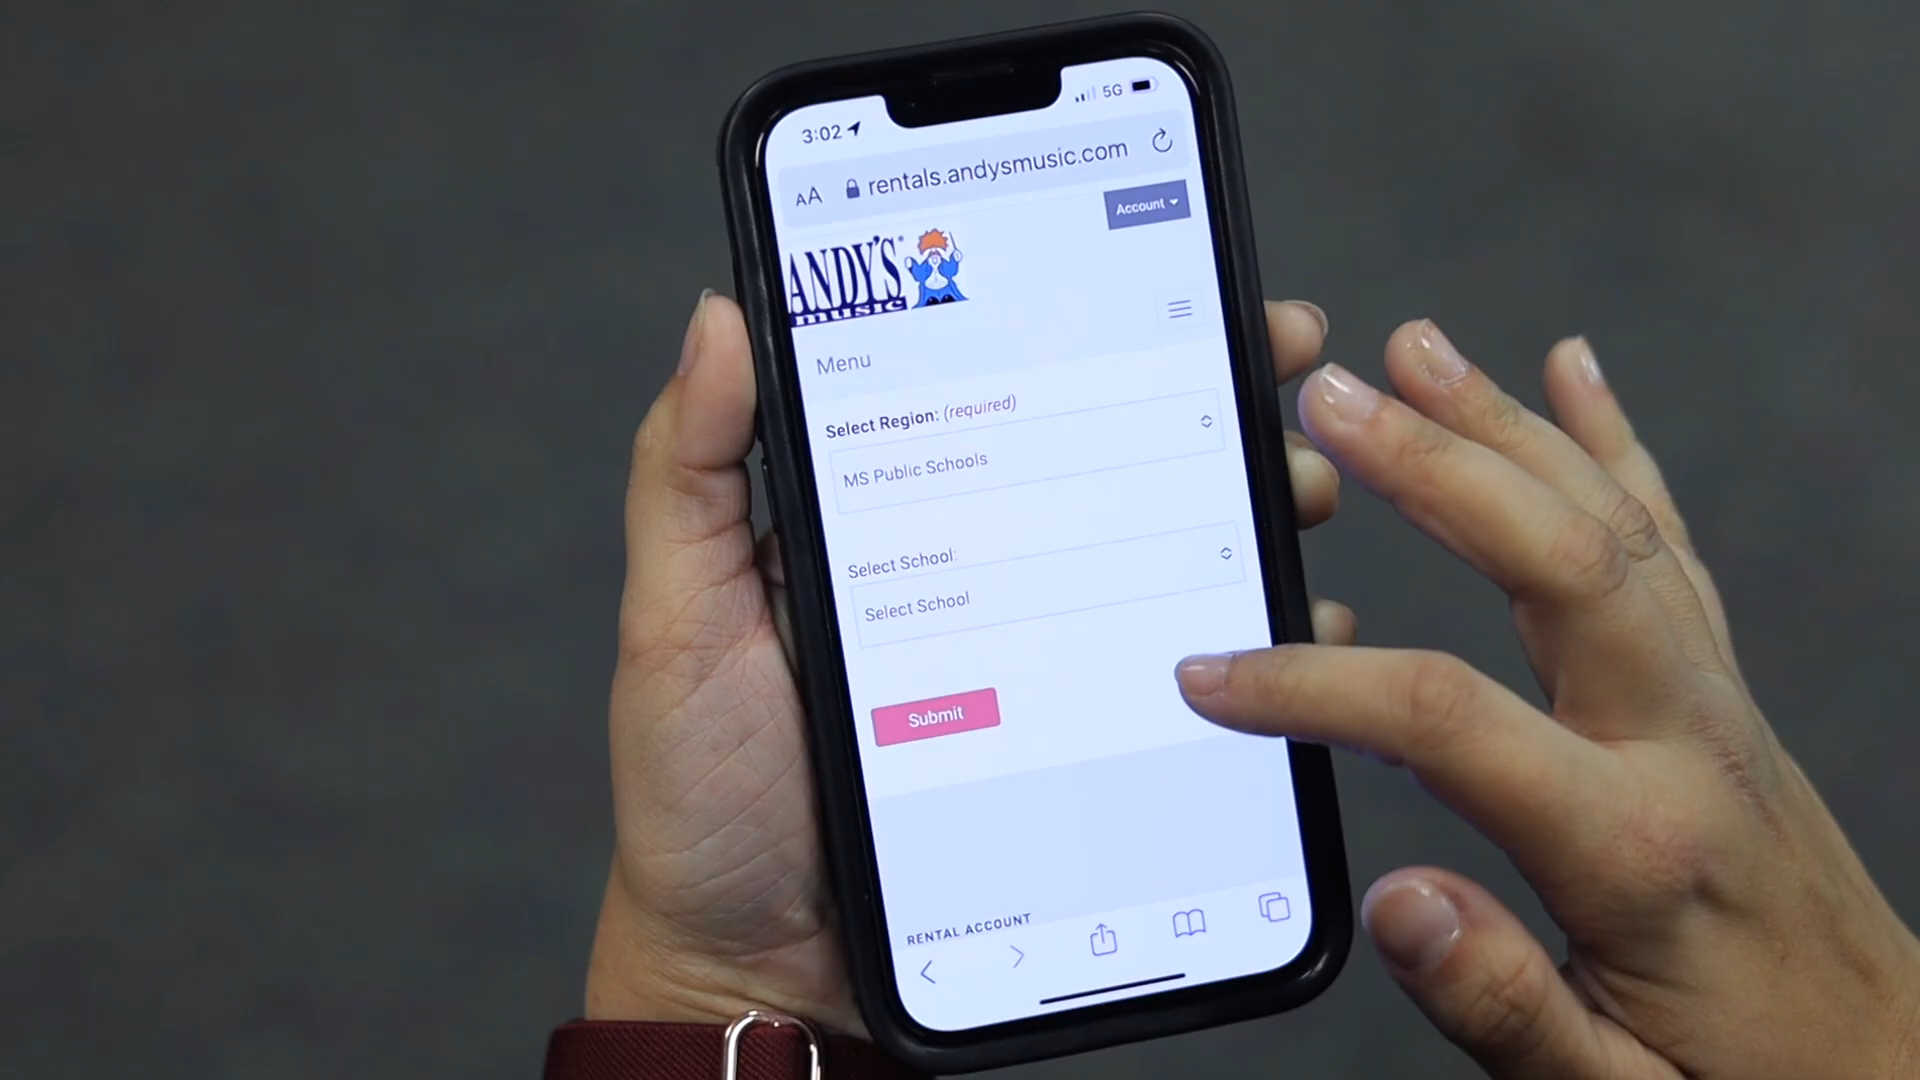 3:02
5G
AA rentals.andysmusic.com
Account
ANDY'S®
music
Menu
Select Region: (required)
MS Public Schools
Select School:
Select School
Submit
RENTAL ACCOUNT